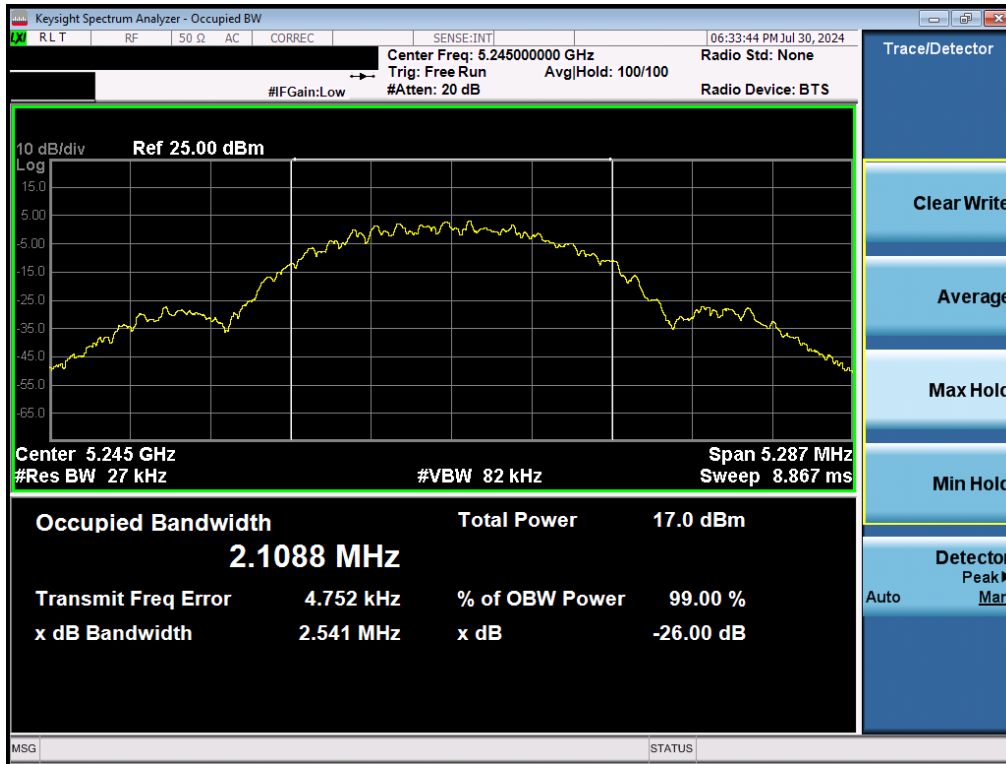 Keysight Spectrum Analyzer - Occupied BW
LXI RLT RF 50 Ω AC CORREC SENSE:INT 06:33:44 PM Jul 30, 2024
Center Freq: 5.245000000 GHz Radio Std: None
Trig: Free Run Avg|Hold: 100/100
#IFGain:Low #Atten: 20 dB Radio Device: BTS
10 dB/div Ref 25.00 dBm
Log
15.0
5.00
-5.00
-15.0
-25.0
-35.0
-45.0
-55.0
-65.0
Center 5.245 GHz Span 5.287 MHz
#Res BW 27 kHz #VBW 82 kHz Sweep 8.867 ms
Occupied Bandwidth Total Power 17.0 dBm
2.1088 MHz
Transmit Freq Error 4.752 kHz % of OBW Power 99.00 %
x dB Bandwidth 2.541 MHz x dB -26.00 dB
MSG STATUS
Trace/Detector
Clear Write
Average
Max Hold
Min Hold
Detector
Peak
Auto Man